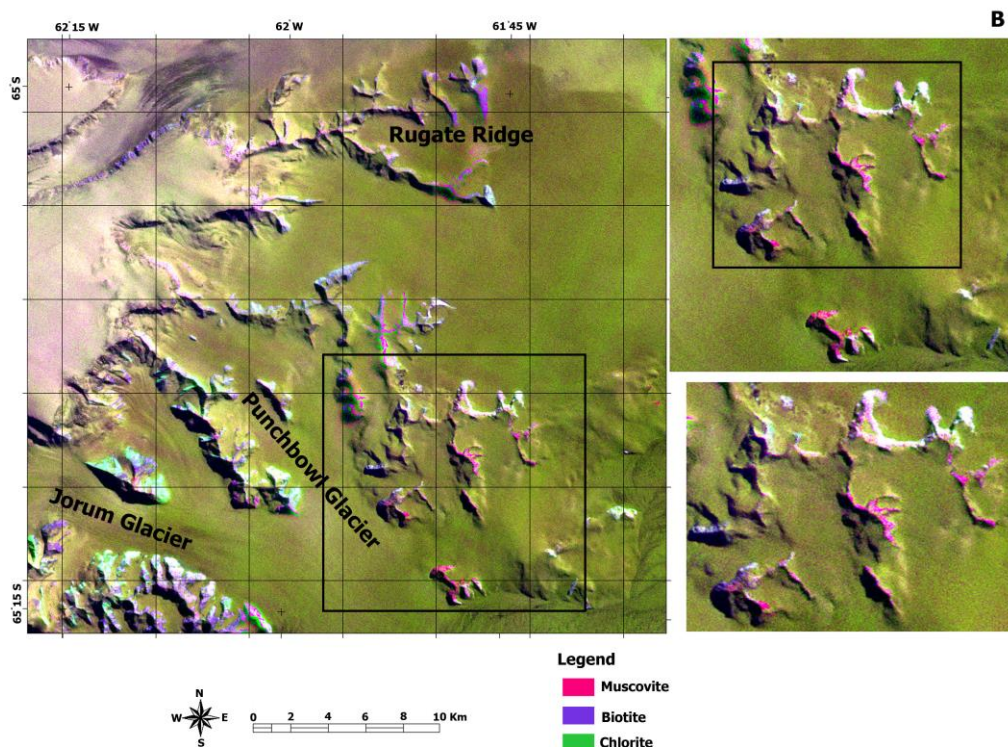 62° 15 W
62° W
61° 45 W
B
65 S
Rugate Ridge
Punchbowl Glacier
Jorum Glacier
65° 15 S
Legend
Muscovite
Biotite
Chlorite
N
W E
S
0 2 4 6 8 10 Km